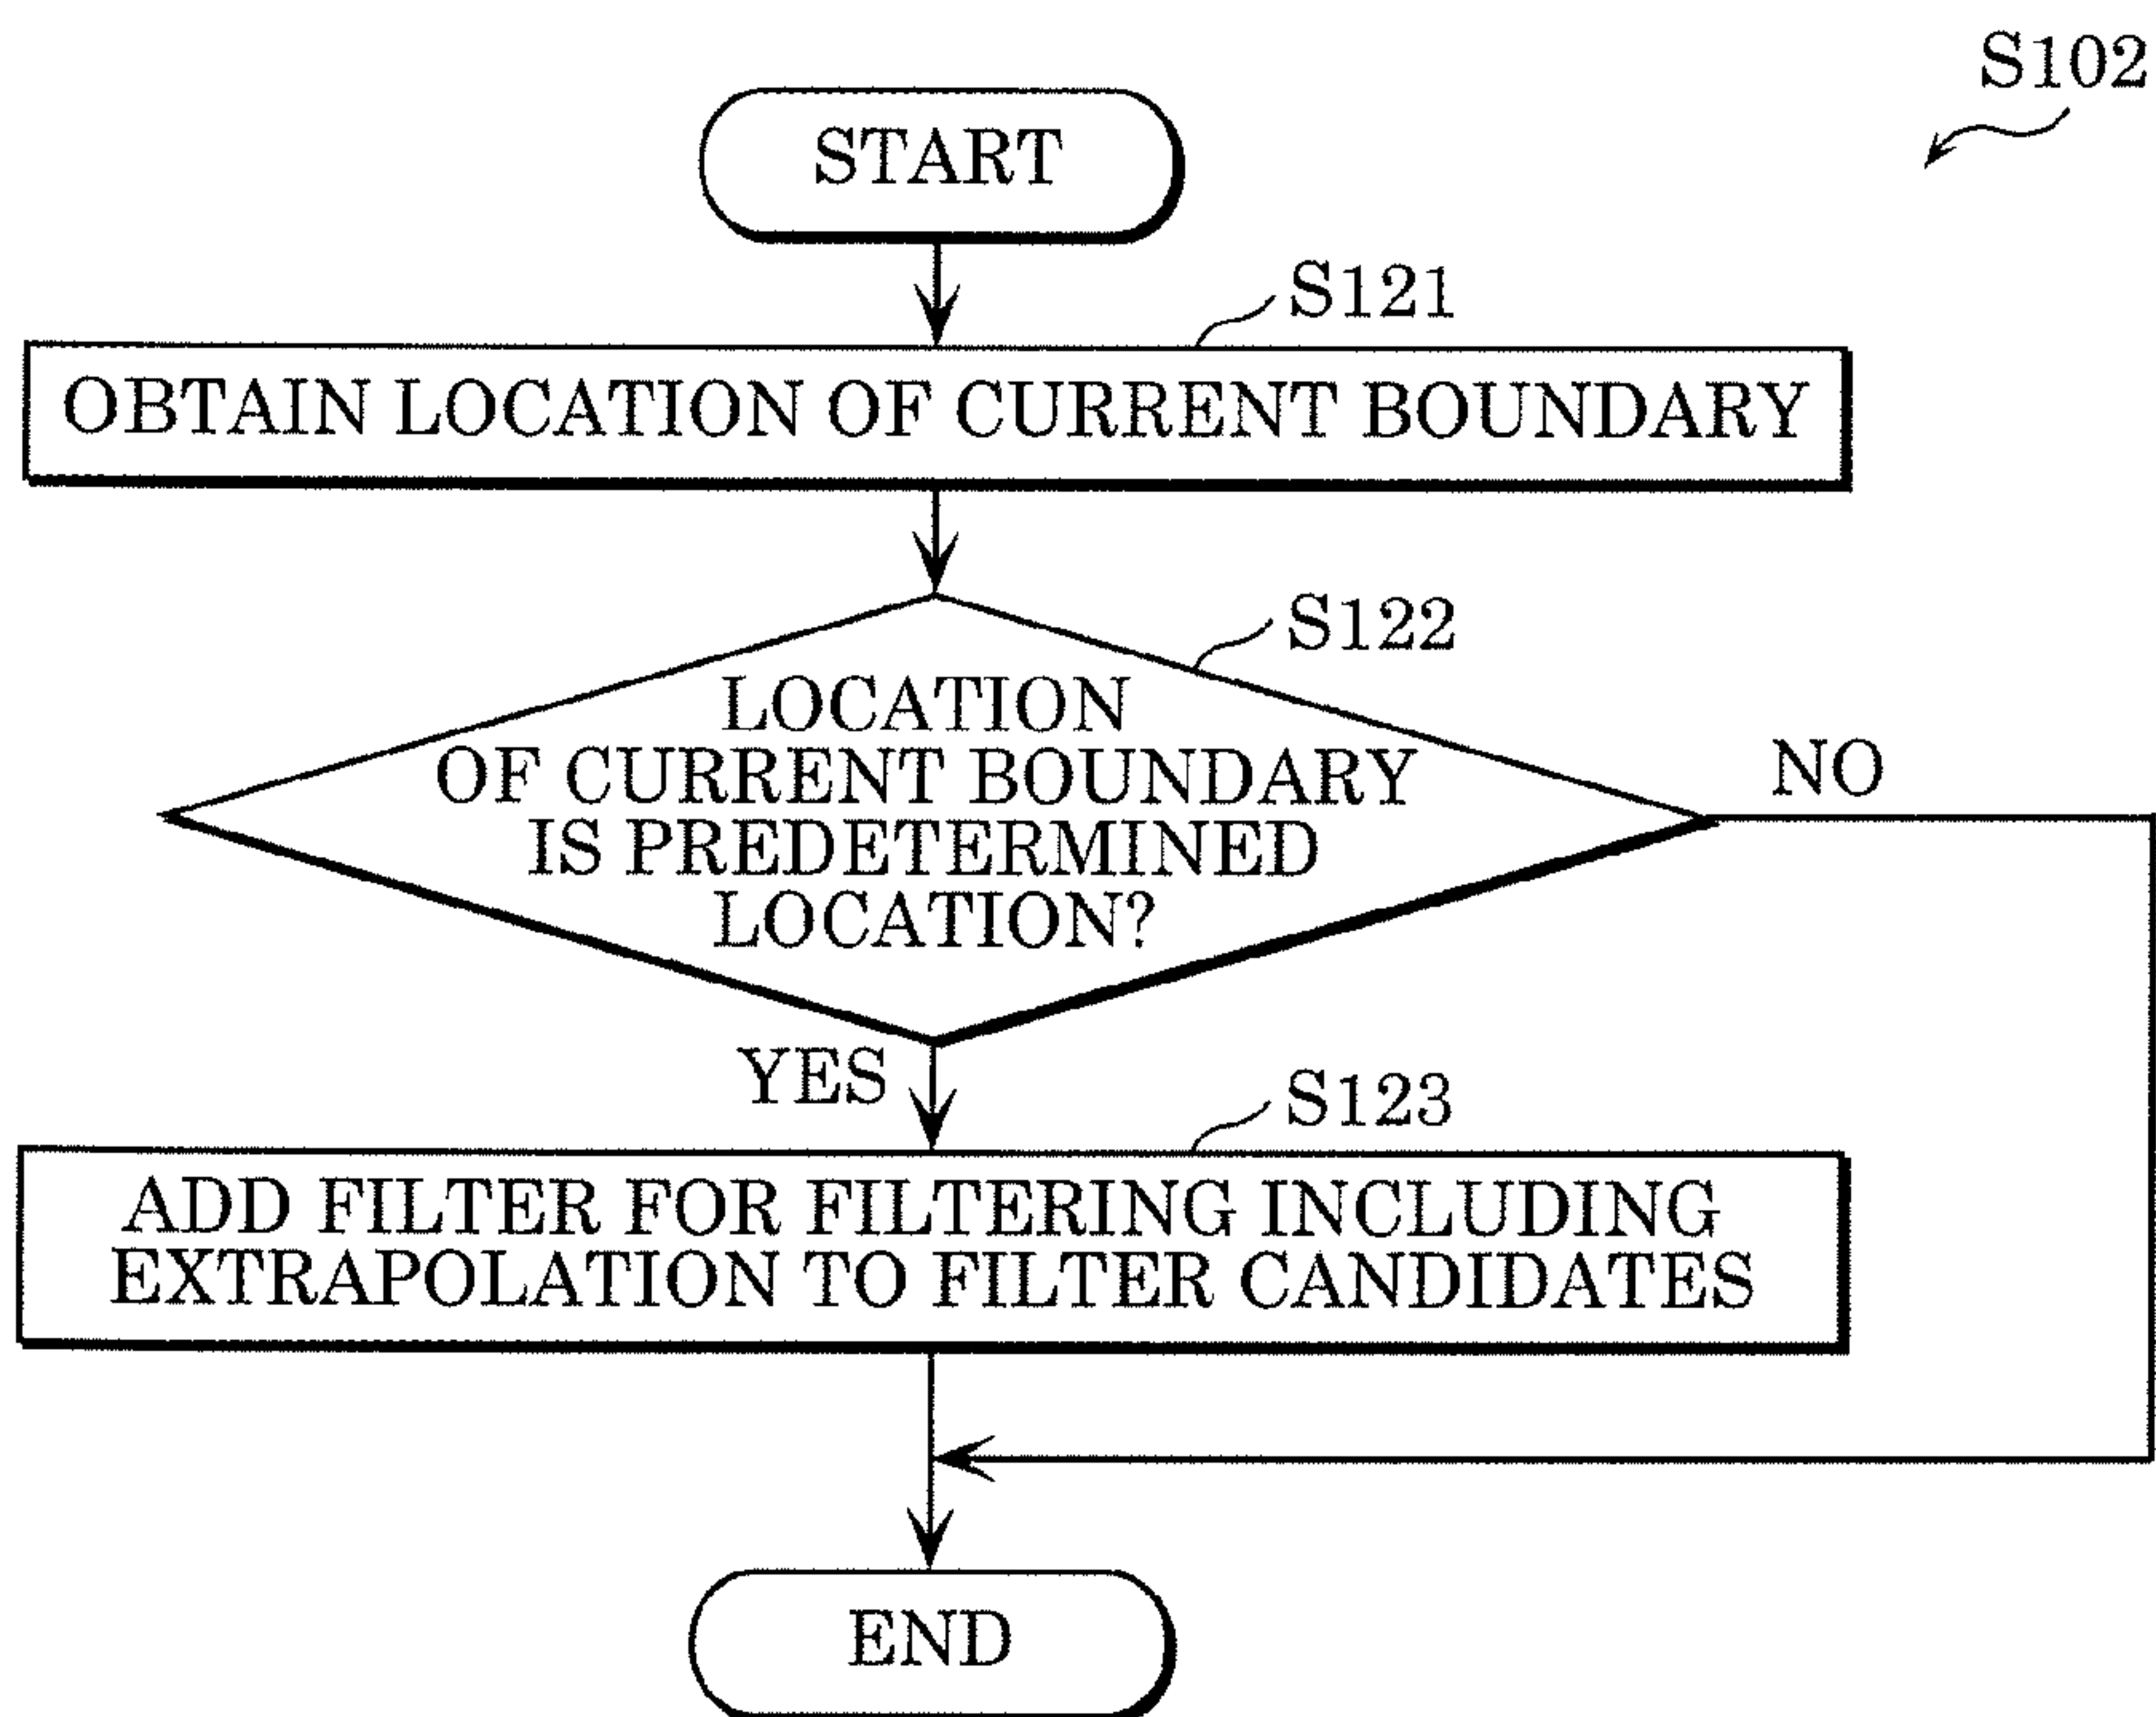 S102
START
S121
OBTAIN LOCATION OF CURRENT BOUNDARY
S122
LOCATION
OF CURRENT BOUNDARY
IS PREDETERMINED
LOCATION?
NO
YES
S123
ADD FILTER FOR FILTERING INCLUDING
EXTRAPOLATION TO FILTER CANDIDATES
END